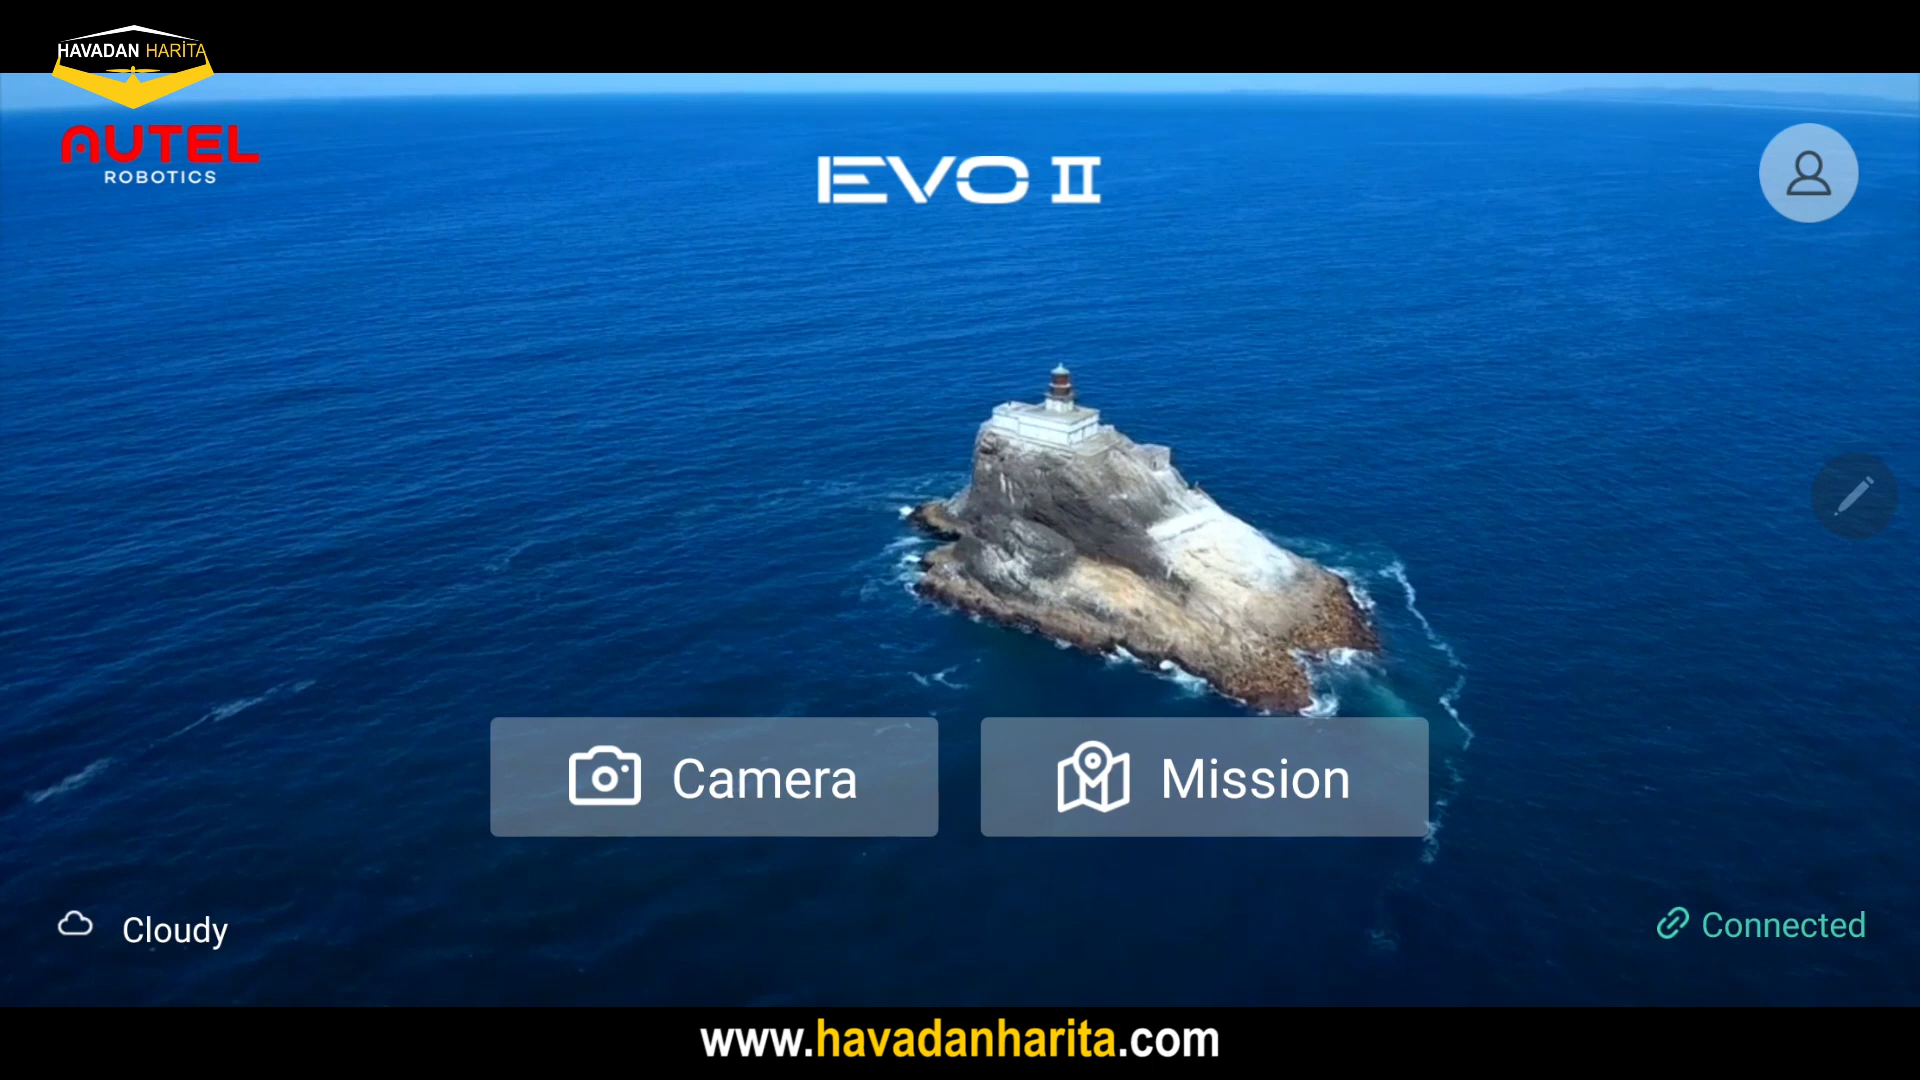 HAVADAN HARİTA
AUTEL
ROBOTICS
EVO II
Camera
Mission
Cloudy
Connected
www.havadanharita.com